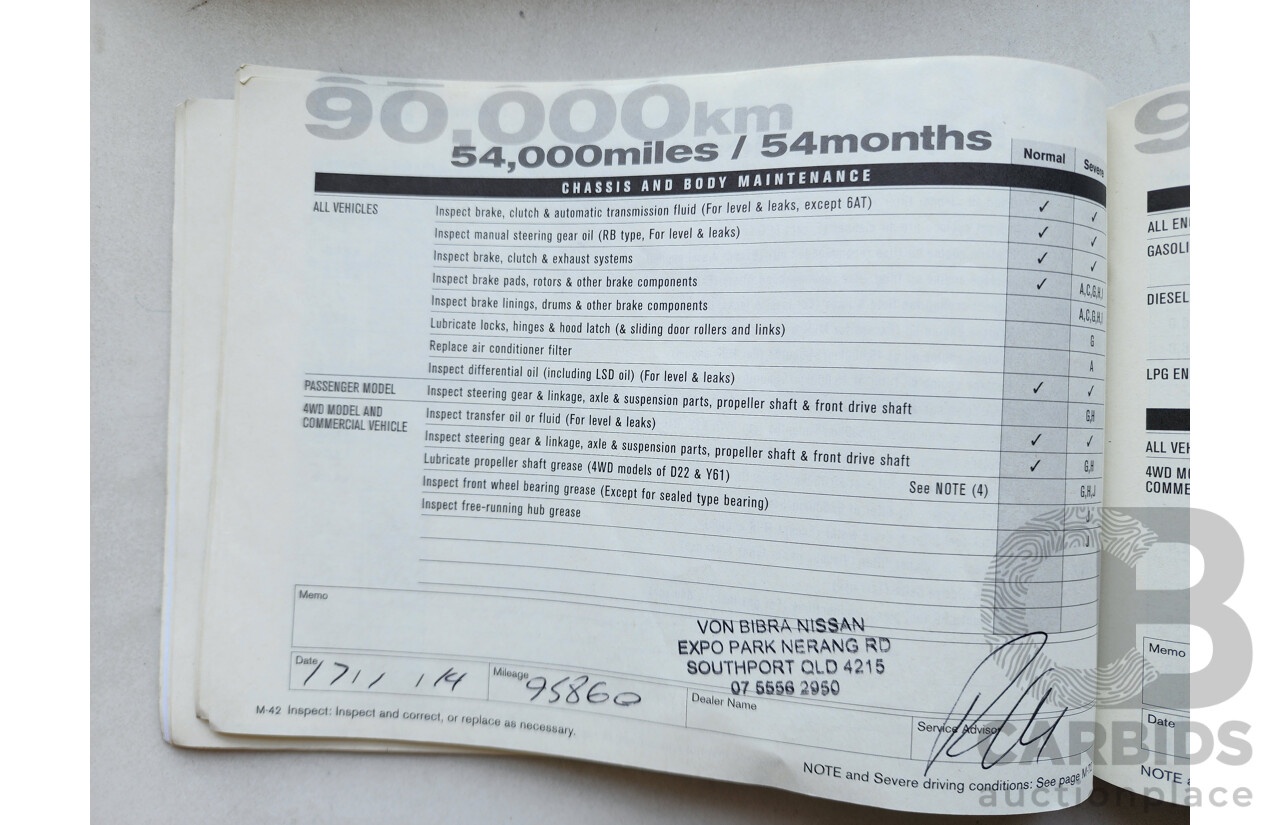 90,000km
54,000miles / 54months
Normal Severe
CHASSIS AND BODY MAINTENANCE
ALL VEHICLES Inspect brake, clutch & automatic transmission fluid (For level & leaks, except 6AT) ✓ ✓
Inspect manual steering gear oil (RB type, For level & leaks) ✓ ✓
Inspect brake, clutch & exhaust systems ✓ ✓
Inspect brake pads, rotors & other brake components ✓ A,C,G,H,I
Inspect brake linings, drums & other brake components A,C,G,H,I
Lubricate locks, hinges & hood latch (& sliding door rollers and links) G
Replace air conditioner filter A
Inspect differential oil (including LSD oil) (For level & leaks) ✓ ✓
PASSENGER MODEL Inspect steering gear & linkage, axle & suspension parts, propeller shaft & front drive shaft G,H
4WD MODEL AND
COMMERCIAL VEHICLE
Inspect transfer oil or fluid (For level & leaks) ✓ ✓
Inspect steering gear & linkage, axle & suspension parts, propeller shaft & front drive shaft ✓ G,H
Lubricate propeller shaft grease (4WD models of D22 & Y61) See NOTE (4) G,H,J
Inspect front wheel bearing grease (Except for sealed type bearing) J
Inspect free-running hub grease J
Memo
VON BIBRA NISSAN
EXPO PARK NERANG RD
SOUTHPORT QLD 4215
07 5556 2950
Date
Mileage 95860
Dealer Name
Service Advisor
M-42 Inspect: Inspect and correct, or replace as necessary.
NOTE and Severe driving conditions: See page
9
ALL EN
GASOLI
DIESEL
LPG EN
ALL VEH
4WD M
COMME
Memo
Date
NOTE
CB
CARBIDS
auctionplace